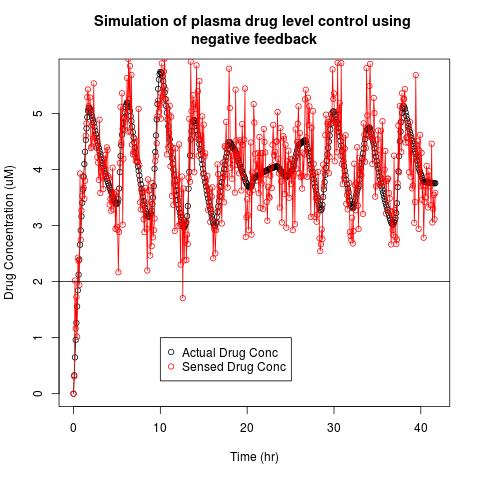 Simulation of plasma drug level control using
negative feedback
Drug Concentration (uM)
5
4
3
2
1
0
Actual Drug Conc
Sensed Drug Conc
0 10 20 30 40
Time (hr)